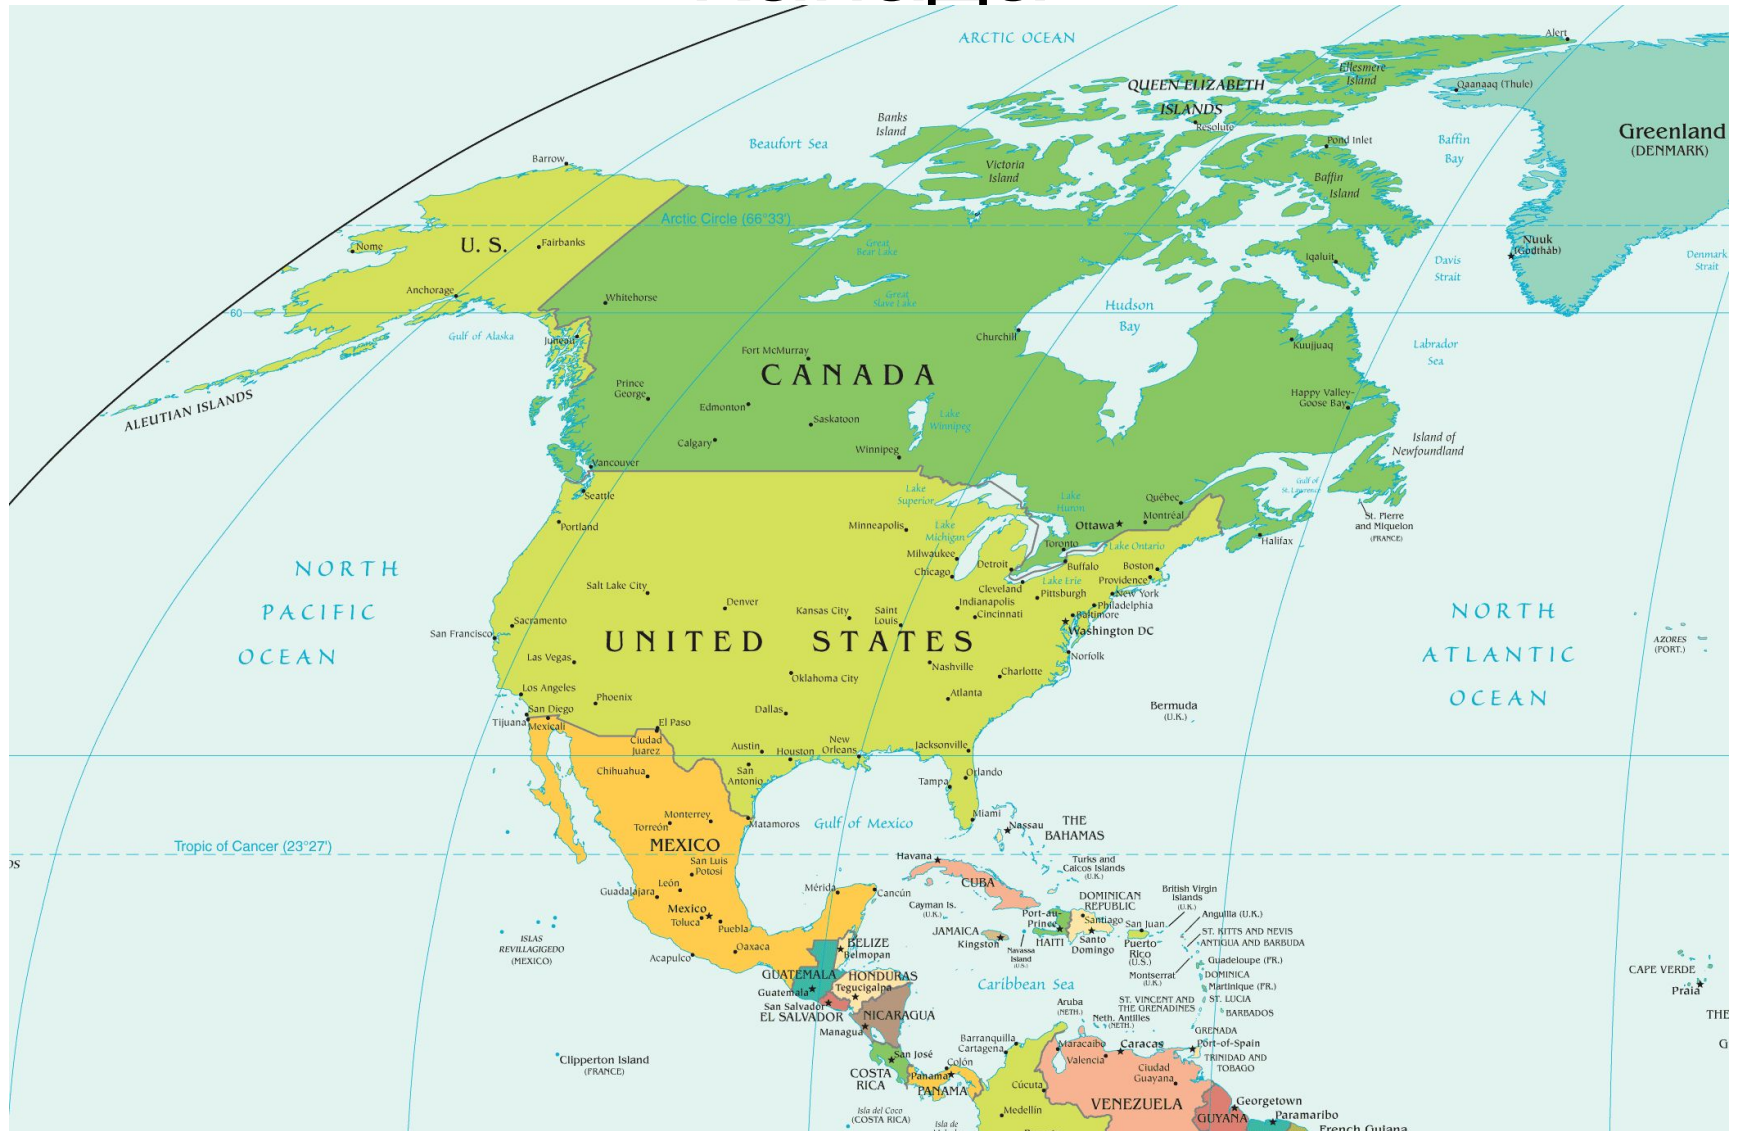 ARCTIC OCEAN
Alert
Ellesmere
Island
QUEEN ELIZABETH
ISLANDS
Qaanaaq (Thule)
Resolute
Banks
Island
Greenland
(DENMARK)
Beaufort Sea
Pond Inlet
Baffin
Bay
Barrow
Victoria
Island
Baffin
Island
Arctic Circle (66°33')
Nome
U. S.
Fairbanks
Great
Bear Lake
Nuuk
(Godthåb)
Iqaluit
Davis
Strait
Denmark
Strait
Anchorage
Whitehorse
Great
Slave Lake
Hudson
Bay
60
Gulf of Alaska
Juneau
Churchill
Kuujjuaq
Labrador
Sea
Fort McMurray
CANADA
Prince
George
Happy Valley-
Goose Bay
ALEUTIAN ISLANDS
Edmonton
Saskatoon
Lake
Winnipeg
Calgary
Winnipeg
Island of
Newfoundland
Vancouver
Seattle
Lake
Superior
Lake
Huron
Québec
Gulf of
St. Lawrence
Portland
Minneapolis
Lake
Michigan
Ottawa
Montréal
St. Pierre
and Miquelon
(FRANCE)
Halifax
Toronto
Lake Ontario
NORTH
PACIFIC
OCEAN
Milwaukee
Chicago
Detroit
Buffalo
Boston
Providence
Cleveland
Lake Erie
Pittsburgh
New York
Philadelphia
Baltimore
Washington DC
Salt Lake City
Denver
Kansas City
Saint
Louis
Indianapolis
Cincinnati
NORTH
ATLANTIC
OCEAN
AZORES
(PORT.)
San Francisco
Sacramento
UNITED STATES
Norfolk
Las Vegas
Nashville
Charlotte
Oklahoma City
Los Angeles
Phoenix
Atlanta
San Diego
Dallas
Bermuda
(U.K.)
Tijuana
Mexicali
El Paso
Ciudad
Juarez
Austin
Houston
New
Orleans
Jacksonville
Chihuahua
San
Antonio
Tampa
Orlando
Monterrey
Torreón
Matamoros
Gulf of Mexico
Miami
Nassau
THE
BAHAMAS
Tropic of Cancer (23°27')
MEXICO
San Luis
Potosí
Havana
Turks and
Caicos Islands
(U.K.)
León
Guadalajara
Mérida
Cancún
CUBA
Cayman Is.
(U.K.)
DOMINICAN
REPUBLIC
British Virgin
Islands
(U.K.)
Mexico
Toluca
Puebla
Port-au-
Prince
Santiago
San Juan
Anguilla (U.K.)
ST. KITTS AND NEVIS
ANTIGUA AND BARBUDA
ISLAS
REVILLAGIGEDO
(MEXICO)
Acapulco
Oaxaca
BELIZE
Belmopan
JAMAICA
Kingston
Navassa
Island
(U.S.)
HAITI
Santo
Domingo
Puerto
Rico
(U.S.)
Guadeloupe (FR.)
Montserrat
(U.K.)
DOMINICA
Martinique (FR.)
GUATEMALA
HONDURAS
Guatemala
Tegucigalpa
Caribbean Sea
Aruba
(NETH.)
ST. VINCENT AND
THE GRENADINES
ST. LUCIA
BARBADOS
CAPE VERDE
Praia
San Salvador
EL SALVADOR
NICARAGUA
Managua
Neth. Antilles
(NETH.)
GRENADA
Port-of-Spain
TRINIDAD AND
TOBAGO
THE
G
Clipperton Island
(FRANCE)
San José
COSTA
RICA
Colón
Panama
PANAMA
Barranquilla
Cartagena
Maracaibo
Valencia
Caracas
Ciudad
Guayana
Cúcuta
Isla del Coco
(COSTA RICA)
Isla de
Medellín
VENEZUELA
Georgetown
GUYANA
Paramaribo
French Guiana